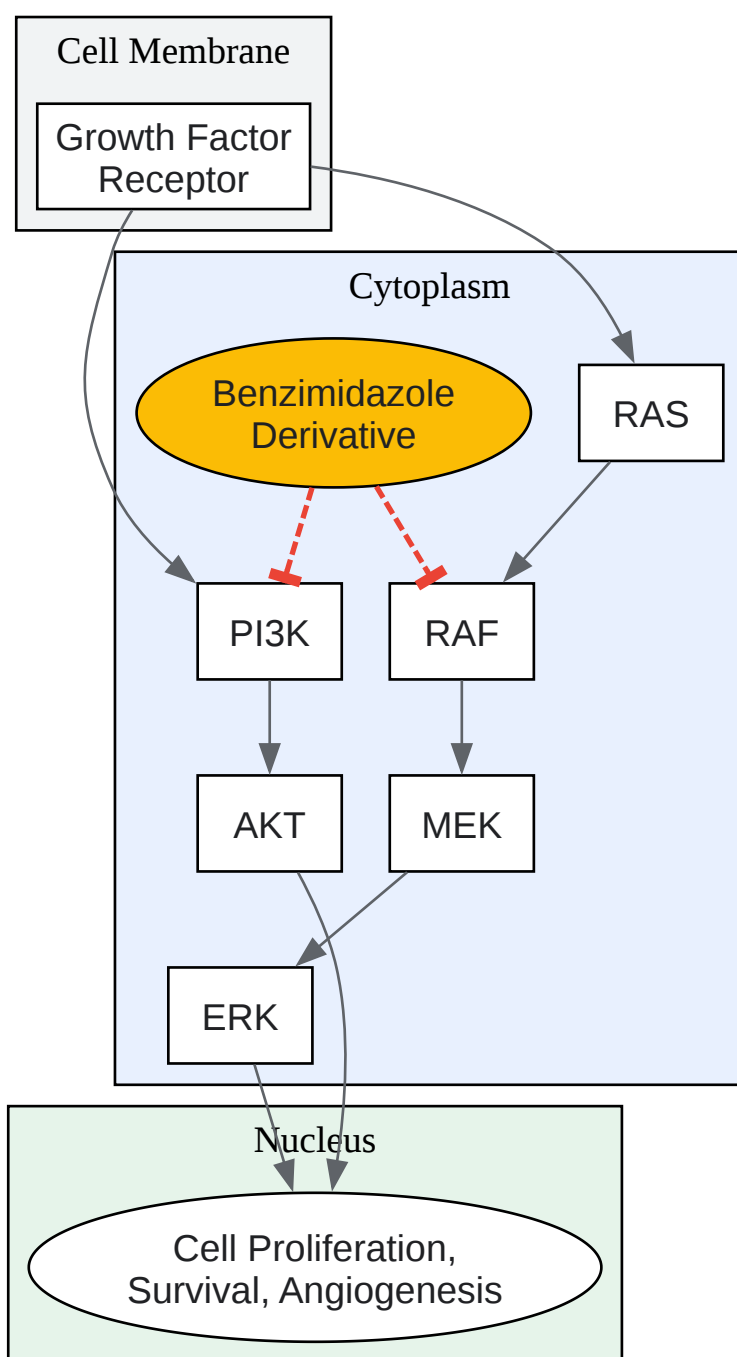 Cell Membrane
Growth Factor
Receptor
Cytoplasm
Benzimidazole
Derivative
RAS
PI3K
RAF
AKT
MEK
ERK
Nucleus
Cell Proliferation,
Survival, Angiogenesis